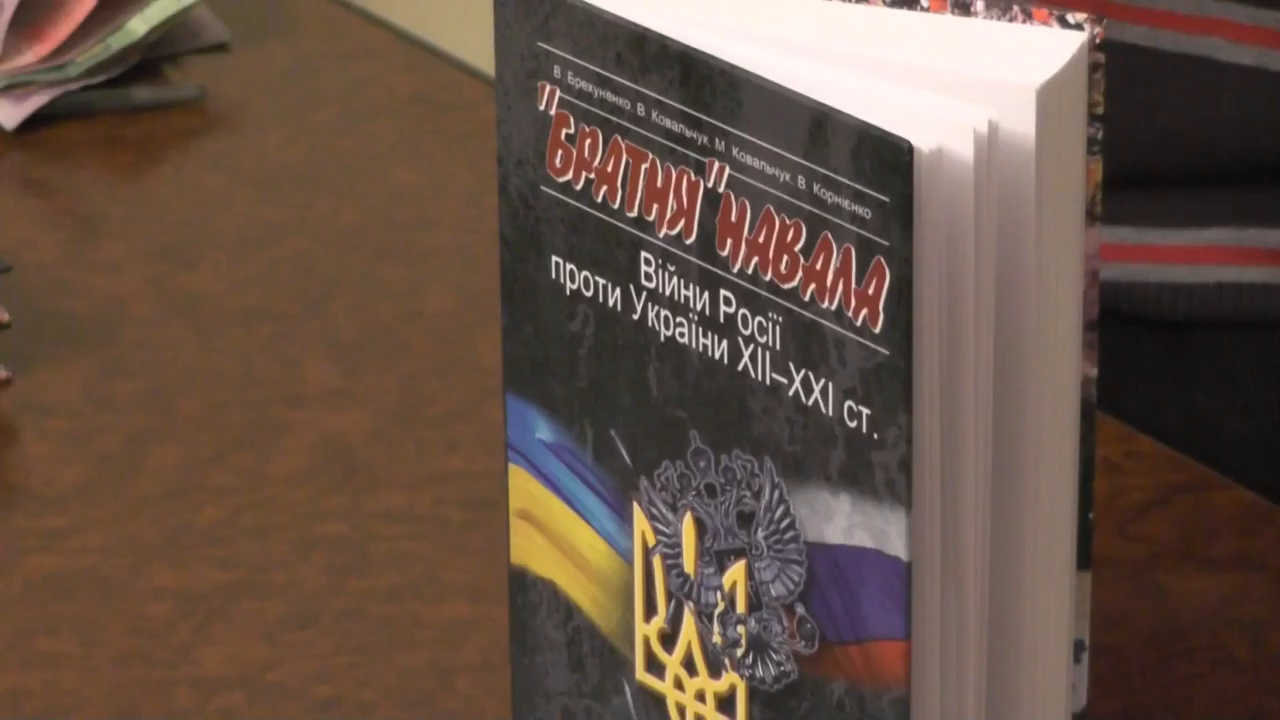 В. Брехуненко, В. Ковальчук, М. Ковальчук, В. Корнієнко
"БРАТНЯ" НАВАЛА
Війни Росії
проти України XII–XXI ст.